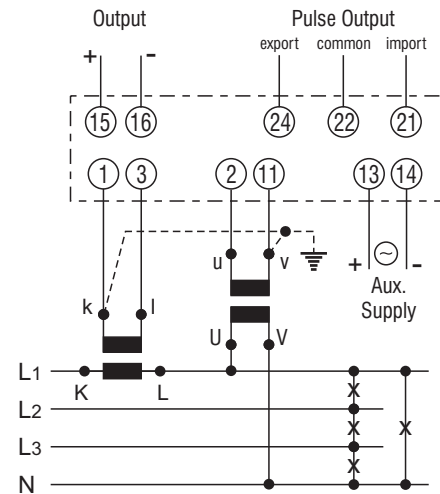 Output Pulse Output
export common import
+ - 
15 16 24 22 21
1 3 2 11 13 14
u v + ~ -
Aux.
Supply
k l
U V
L1
K L X
L2
X X
L3
X
N